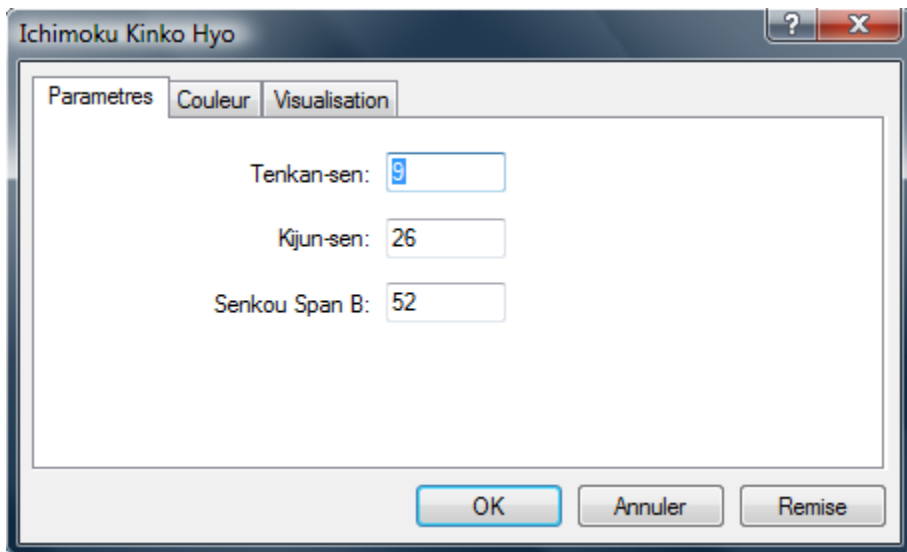 Ichimoku Kinko Hyo
?
Parametres Couleur Visualisation
Tenkan-sen: 9
Kijun-sen: 26
Senkou Span B: 52
OK Annuler Remise